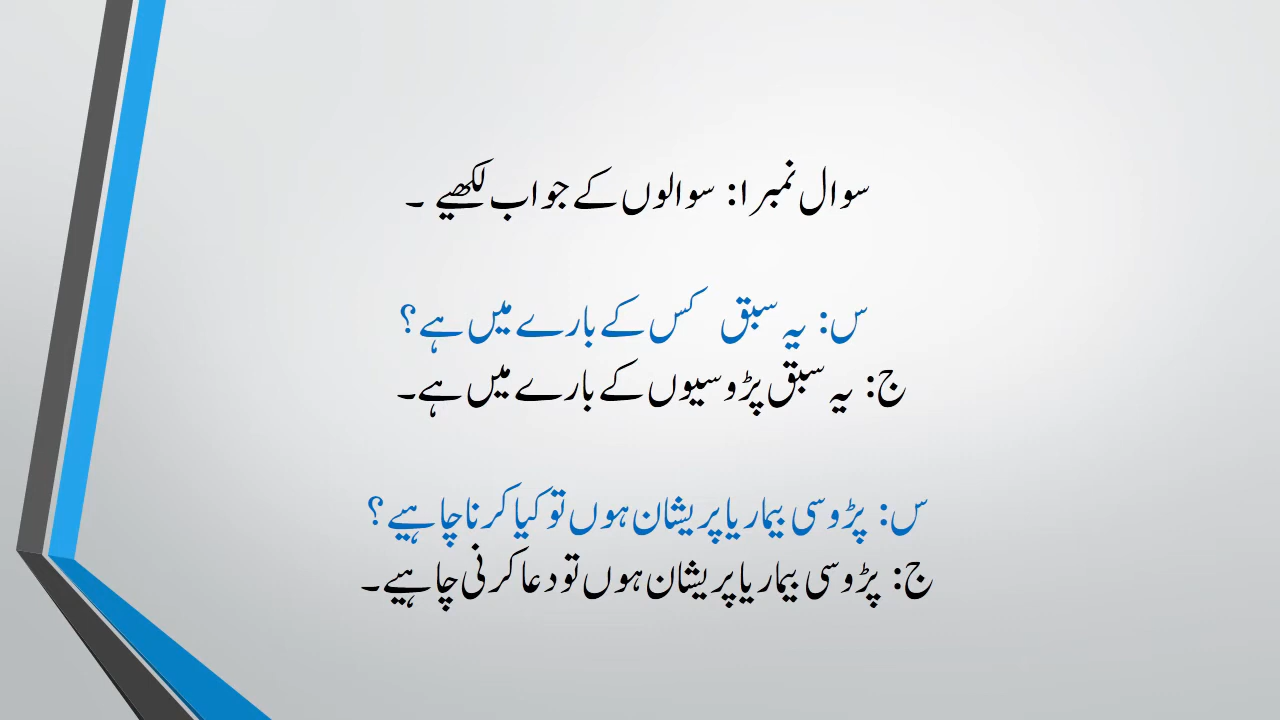 سوال نمبر ۱: سوالوں کے جواب لکھیے ۔
س: یہ سبق کس کے بارے میں ہے؟
ج: یہ سبق پڑوسیوں کے بارے میں ہے۔
س: پڑوسی بیمار یا پریشان ہوں تو کیا کرنا چاہیے؟
ج: پڑوسی بیمار یا پریشان ہوں تو دعا کرنی چاہیے۔